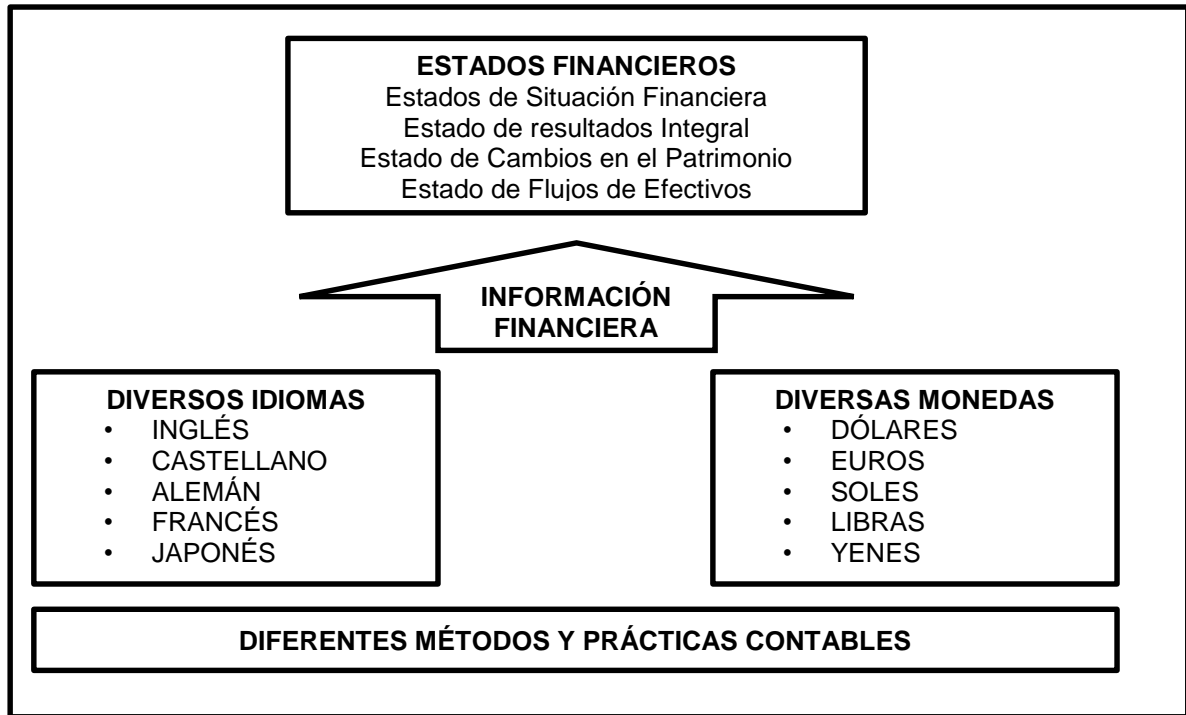 ESTADOS FINANCIEROS
Estados de Situación Financiera
Estado de resultados Integral
Estado de Cambios en el Patrimonio
Estado de Flujos de Efectivos
INFORMACIÓN
FINANCIERA
DIVERSOS IDIOMAS
• INGLÉS
• CASTELLANO
• ALEMÁN
• FRANCÉS
• JAPONÉS
DIVERSAS MONEDAS
• DÓLARES
• EUROS
• SOLES
• LIBRAS
• YENES
DIFERENTES MÉTODOS Y PRÁCTICAS CONTABLES